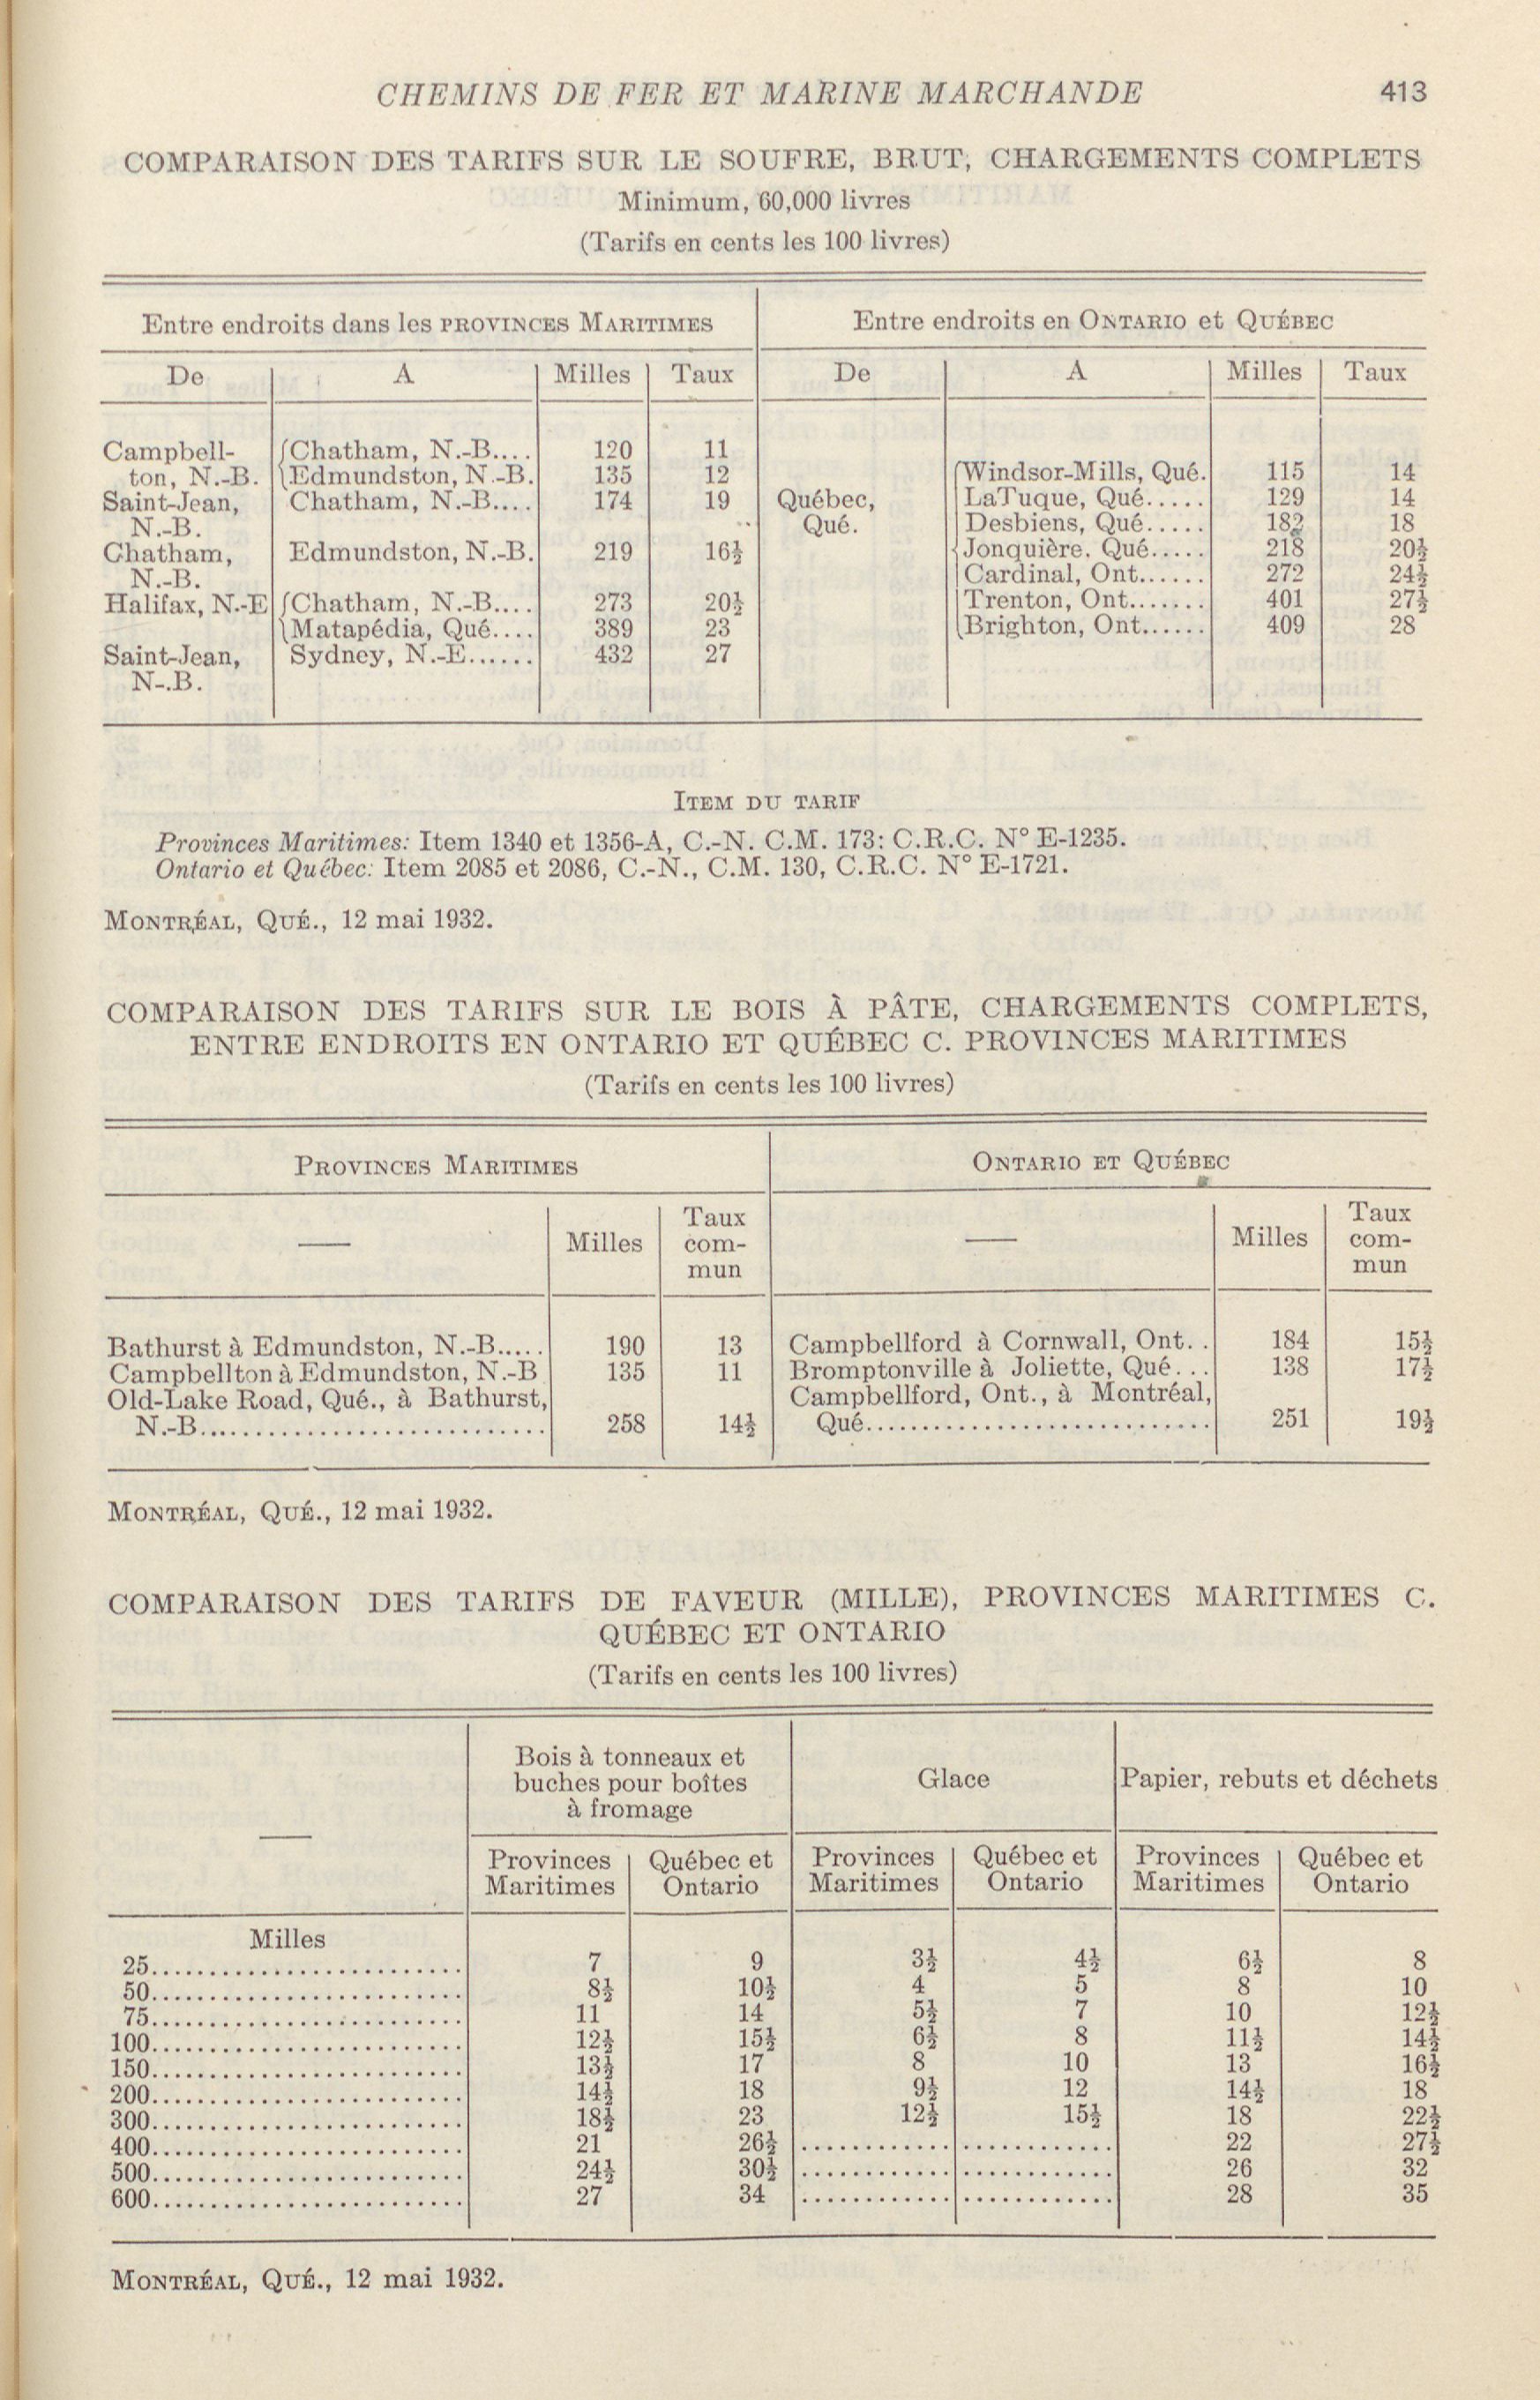 CHEMINS DE FER ET MARINE MARCHANDE 413
COMPARAISON DES TARIFS SUR LE SOUFRE, BRUT, CHARGEMENTS COMPLETS
Minimum, 60,000 livres
(Tarifs en cents les 100 livres)
Entre endroits dans les PROVINCES MARITIMES Entre endroits en ONTARIO et QUÉBEC
De A Milles Taux De A Milles Taux
Campbell- Chatham, N.-B.... 120 11
ton, N.-B. Edmundston, N.-B. 135 12 Windsor-Mills, Qué. 115 14
Saint-Jean, Chatham, N.-B.... 174 19 Québec, LaTuque, Qué..... 129 14
N.-B. Qué. Desbiens, Qué..... 182 18
Chatham, Edmundston, N.-B. 219 16½ Jonquière. Qué..... 218 20½
N.-B. Cardinal, Ont...... 272 24½
Halifax, N.-E Chatham, N.-B.... 273 20½ Trenton, Ont....... 401 27½
Matapédia, Qué.... 389 23 Brighton, Ont...... 409 28
Saint-Jean, Sydney, N.-E...... 432 27
N-.B.
ITEM DU TARIF
Provinces Maritimes: Item 1340 et 1356-A, C.-N. C.M. 173: C.R.C. N° E-1235.
Ontario et Québec: Item 2085 et 2086, C.-N., C.M. 130, C.R.C. N° E-1721.
MONTRÉAL, QUÉ., 12 mai 1932.
COMPARAISON DES TARIFS SUR LE BOIS À PÂTE, CHARGEMENTS COMPLETS,
ENTRE ENDROITS EN ONTARIO ET QUÉBEC C. PROVINCES MARITIMES
(Tarifs en cents les 100 livres)
PROVINCES MARITIMES ONTARIO ET QUÉBEC
Taux Taux
— Milles com- — Milles com-
mun mun
Bathurst à Edmundston, N.-B..... 190 13 Campbellford à Cornwall, Ont. . 184 15½
Campbellton à Edmundston, N.-B 135 11 Bromptonville à Joliette, Qué. .. 138 17½
Old-Lake Road, Qué., à Bathurst, Campbellford, Ont., à Montréal,
N.-B............................ 258 14½ Qué............................ 251 19½
MONTRÉAL, QUÉ., 12 mai 1932.
COMPARAISON DES TARIFS DE FAVEUR (MILLE), PROVINCES MARITIMES C.
QUÉBEC ET ONTARIO
(Tarifs en cents les 100 livres)
Bois à tonneaux et
buches pour boîtes Glace Papier, rebuts et déchets
à fromage
—
Provinces Québec et Provinces Québec et Provinces Québec et
Maritimes Ontario Maritimes Ontario Maritimes Ontario
Milles
25.......................... 7 9 3½ 4½ 6½ 8
50.......................... 8½ 10½ 4 5 8 10
75.......................... 11 14 5½ 7 10 12½
100.......................... 12½ 15½ 6½ 8 11½ 14½
150.......................... 13½ 17 8 10 13 16½
200.......................... 14½ 18 9½ 12 14½ 18
300.......................... 18½ 23 12½ 15½ 18 22½
400.......................... 21 26½ ............ ............ 22 27½
500.......................... 24½ 30½ ............ ............ 26 32
600.......................... 27 34 ............ ............ 28 35
MONTRÉAL, QUÉ., 12 mai 1932.